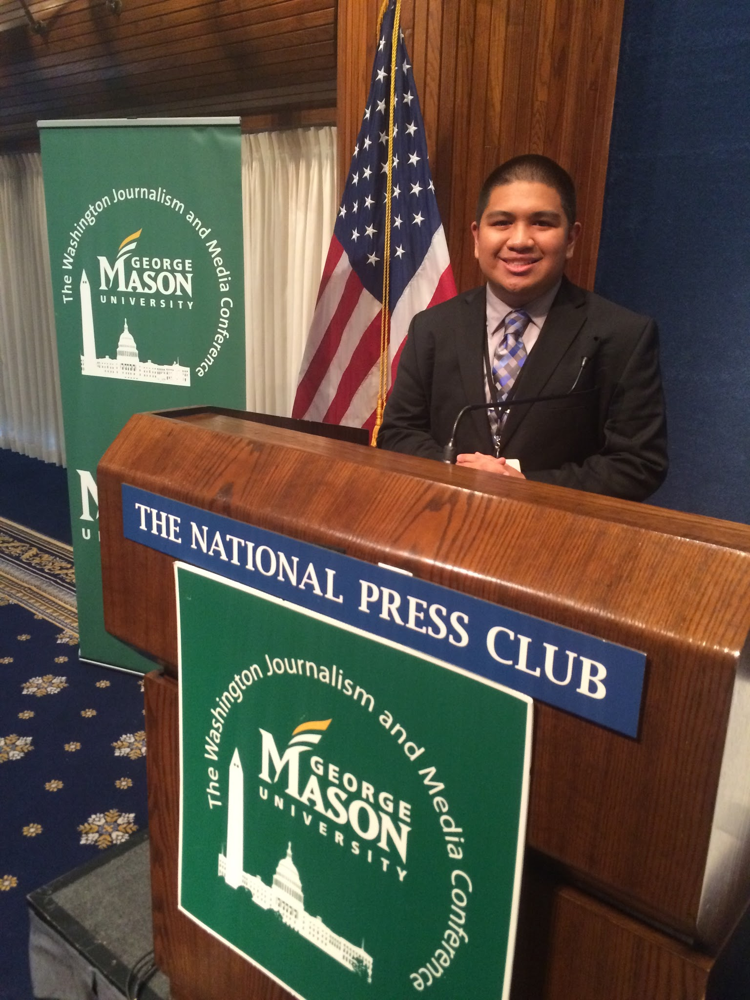 The Washington Journalism and Media Conference
GEORGE
MASON
UNIVERSITY
M
U
THE NATIONAL PRESS CLUB
The Washington Journalism and Media Conference
GEORGE
MASON
UNIVERSITY